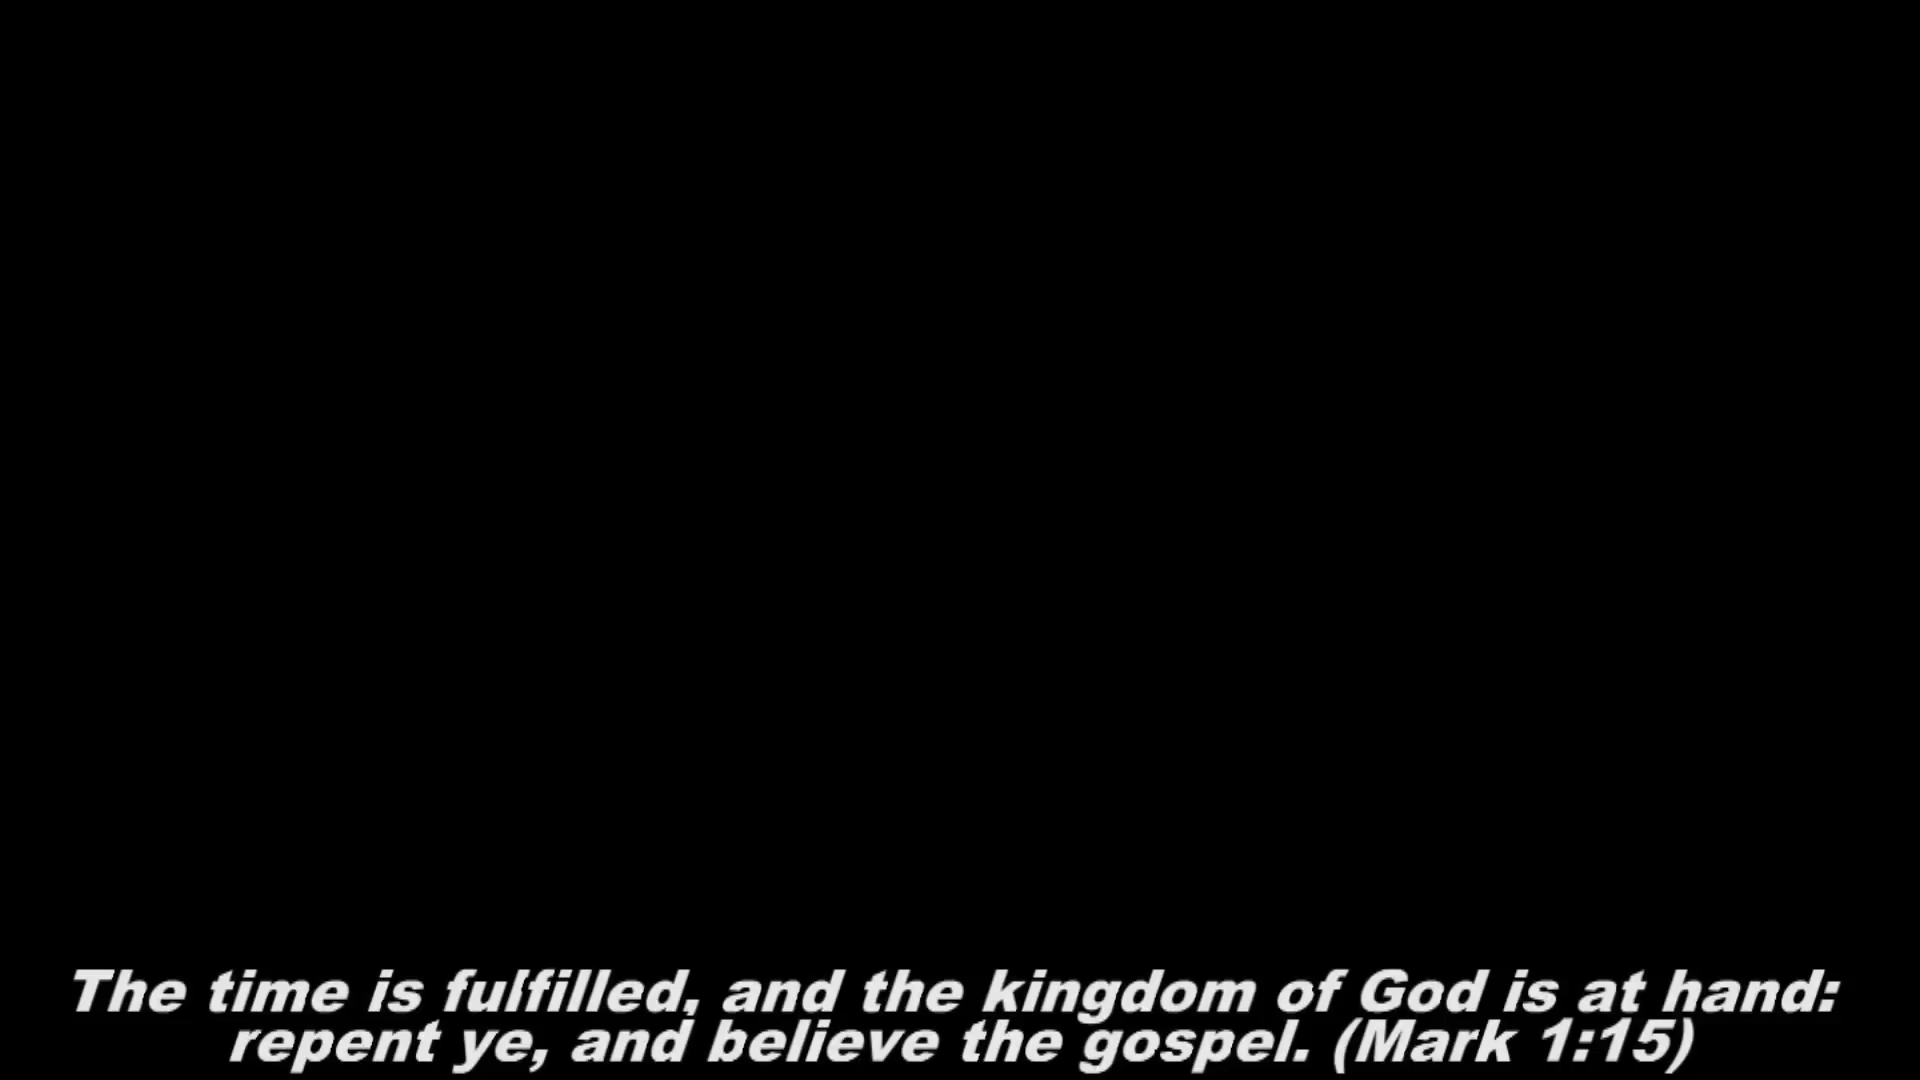 The time is fulfilled, and the kingdom of God is at hand:
repent ye, and believe the gospel. (Mark 1:15)